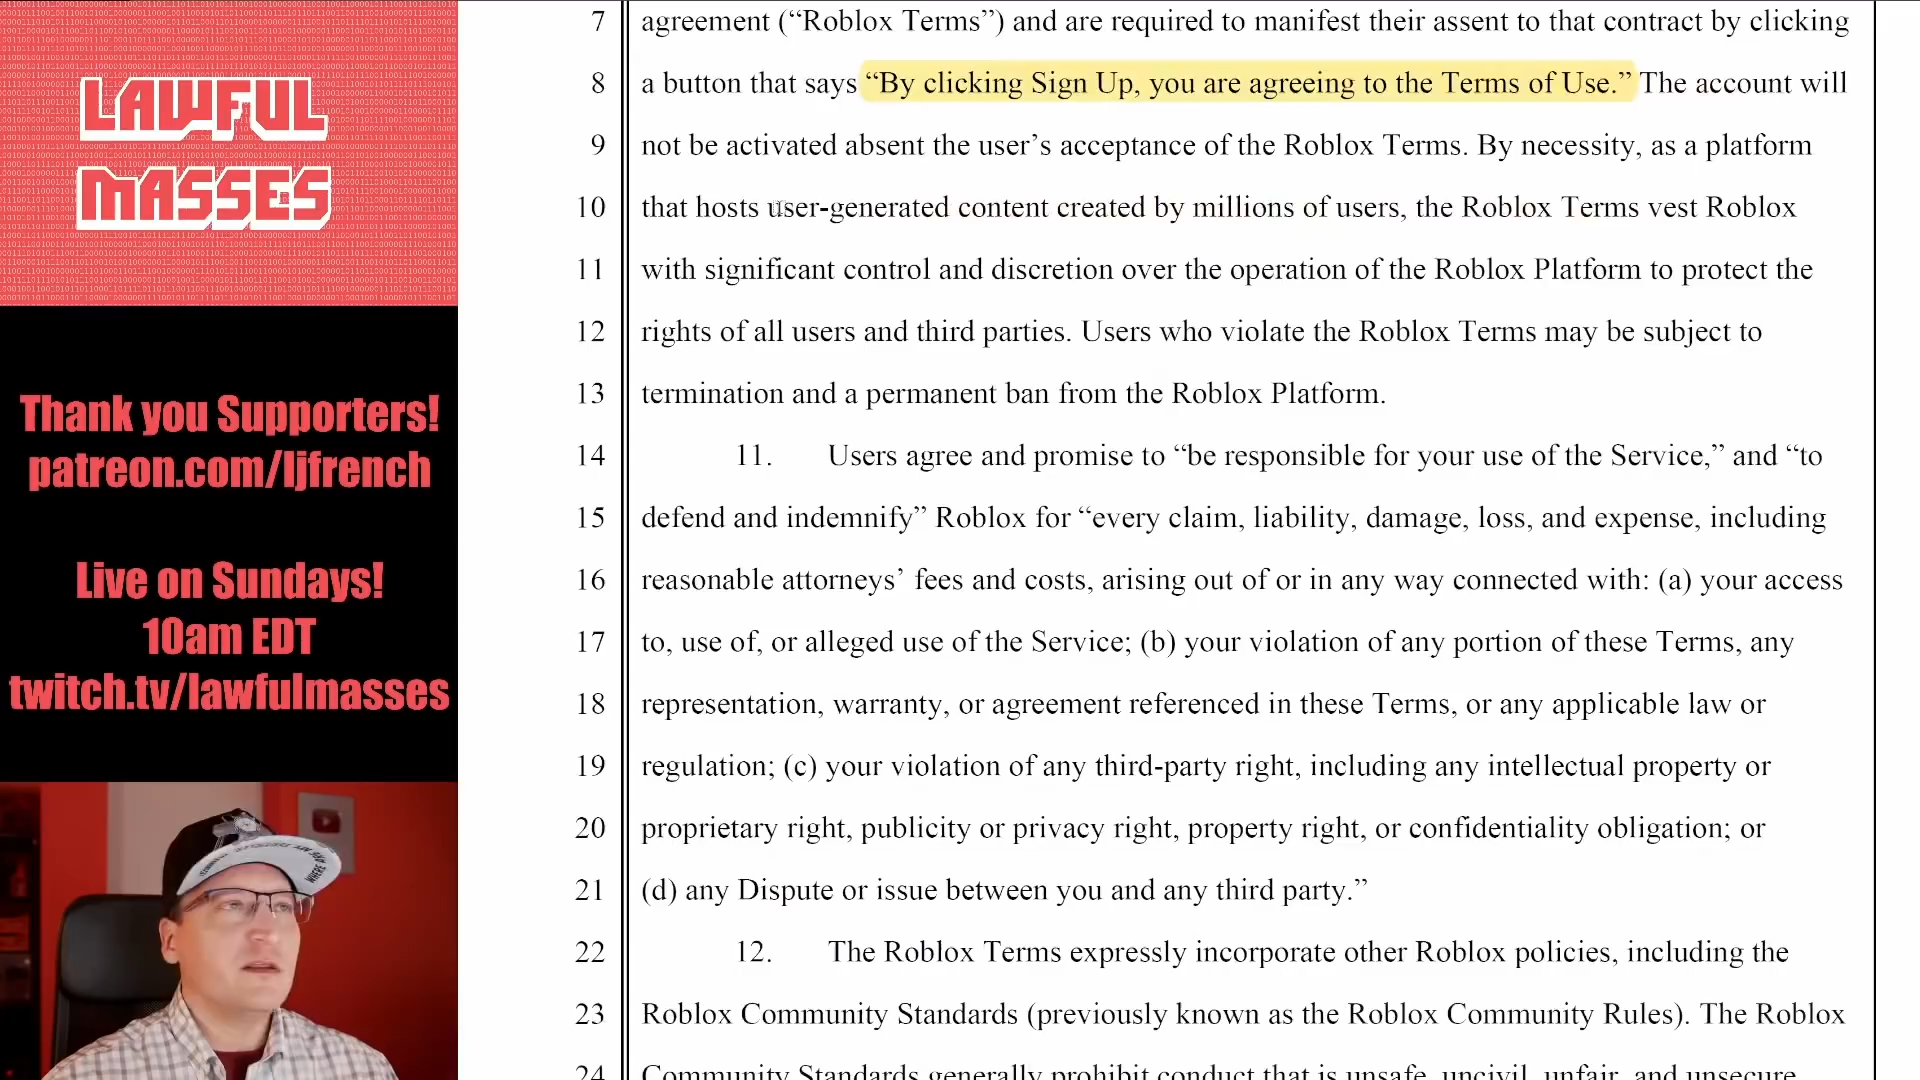 LAWFUL
MASSES
Thank you Supporters!
patreon.com/ljfrench
Live on Sundays!
10am EDT
twitch.tv/lawfulmasses
7 agreement (“Roblox Terms”) and are required to manifest their assent to that contract by clicking
8 a button that says “By clicking Sign Up, you are agreeing to the Terms of Use.” The account will
9 not be activated absent the user’s acceptance of the Roblox Terms. By necessity, as a platform
10 that hosts user-generated content created by millions of users, the Roblox Terms vest Roblox
11 with significant control and discretion over the operation of the Roblox Platform to protect the
12 rights of all users and third parties. Users who violate the Roblox Terms may be subject to
13 termination and a permanent ban from the Roblox Platform.
14 11. Users agree and promise to “be responsible for your use of the Service,” and “to
15 defend and indemnify” Roblox for “every claim, liability, damage, loss, and expense, including
16 reasonable attorneys’ fees and costs, arising out of or in any way connected with: (a) your access
17 to, use of, or alleged use of the Service; (b) your violation of any portion of these Terms, any
18 representation, warranty, or agreement referenced in these Terms, or any applicable law or
19 regulation; (c) your violation of any third-party right, including any intellectual property or
20 proprietary right, publicity or privacy right, property right, or confidentiality obligation; or
21 (d) any Dispute or issue between you and any third party.”
22 12. The Roblox Terms expressly incorporate other Roblox policies, including the
23 Roblox Community Standards (previously known as the Roblox Community Rules). The Roblox
24 Community Standards generally prohibit conduct that is unsafe, uncivil, unfair, and unsecure